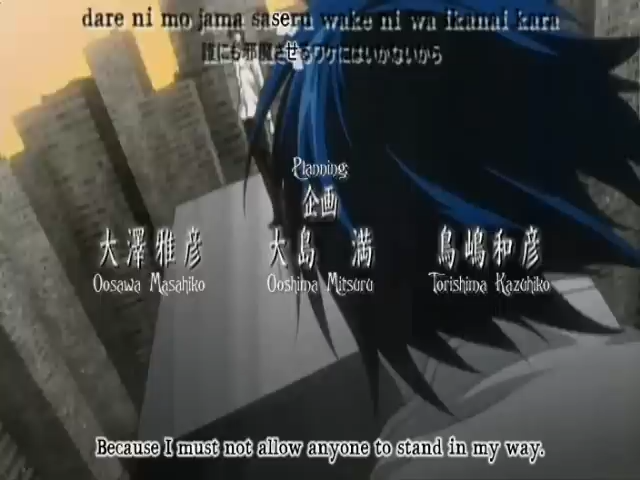 dare ni mo jama saseru wake ni wa ikanai kara
誰にも邪魔させるワケにはいかないから
Planning:
企画
大澤雅彦 大島 満 鳥嶋和彦
Oosawa Masahiko Ooshima Mitsuru Torishima Kazuhiko
Because I must not allow anyone to stand in my way.